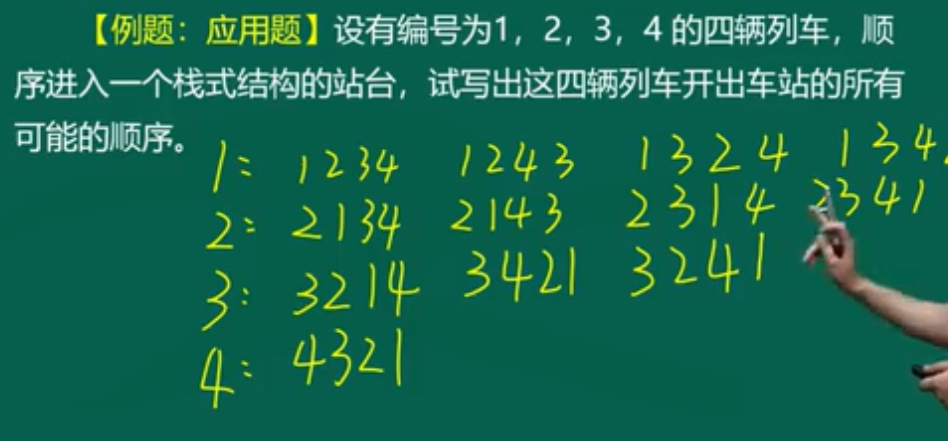 【例题：应用题】设有编号为1，2，3，4 的四辆列车，顺
序进入一个栈式结构的站台，试写出这四辆列车开出车站的所有
可能的顺序。
1: 1234 1243 1324 134
2: 2134 2143 2314 2341
3: 3214 3421 3241
4: 4321